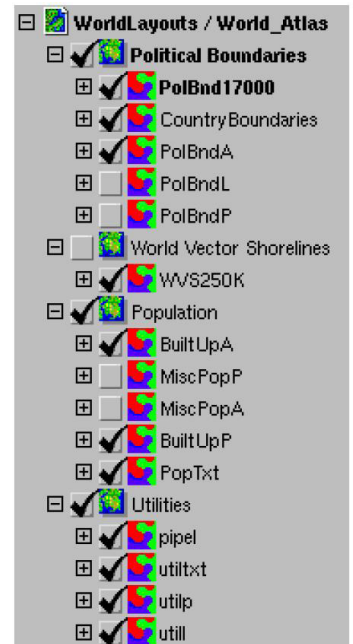 WorldLayouts / World_Atlas
Political Boundaries
PolBnd17000
CountryBoundaries
PolBndA
PolBndL
PolBndP
World Vector Shorelines
WVS250K
Population
BuiltUpA
MiscPopP
MiscPopA
BuiltUpP
PopTxt
Utilities
pipel
utiltxt
utilp
utill